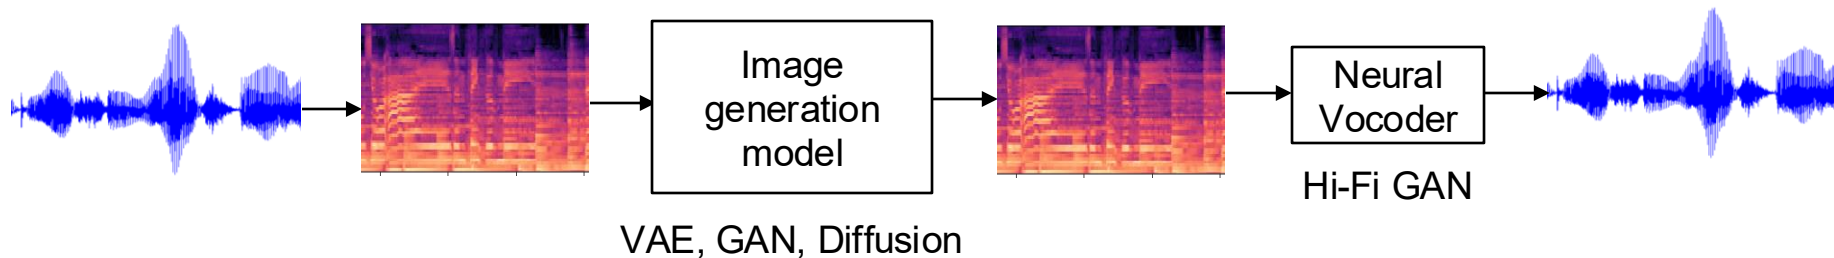 Image
generation
model
VAE, GAN, Diffusion
Neural
Vocoder
Hi-Fi GAN